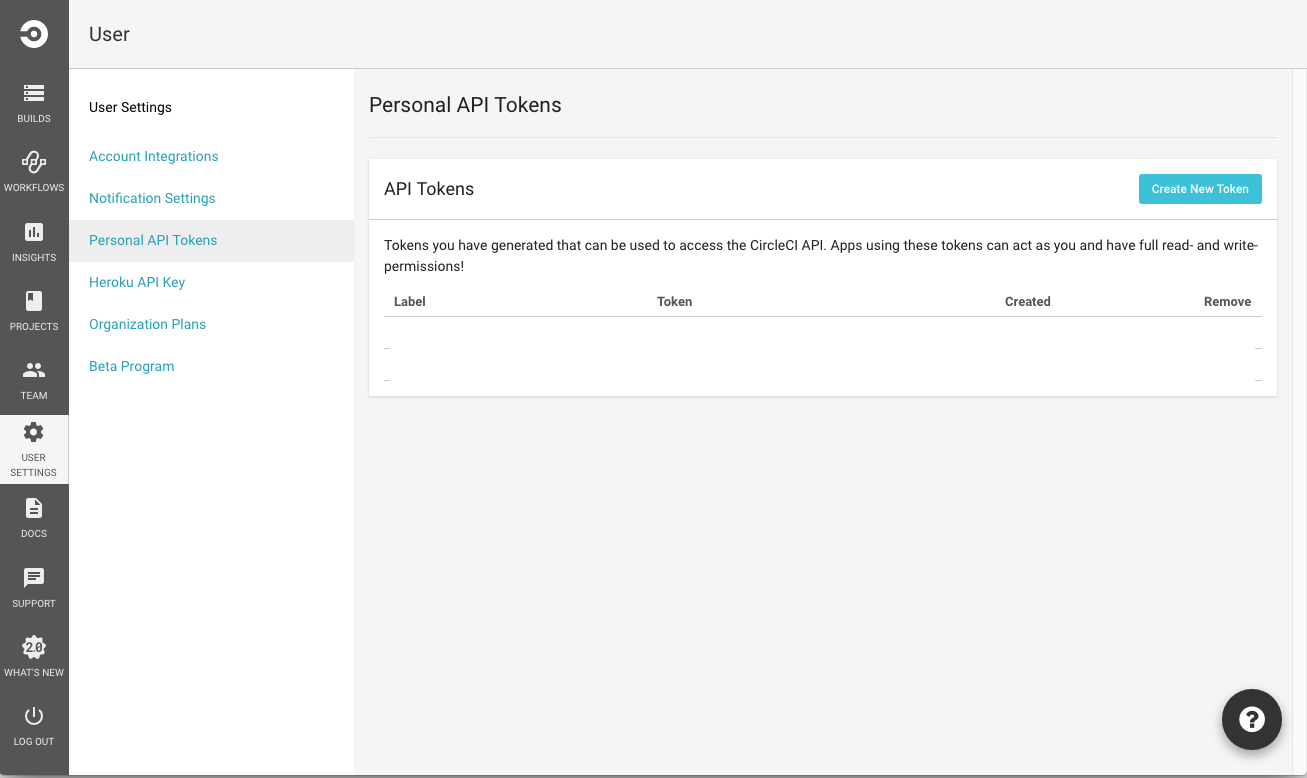 User
BUILDS
WORKFLOWS
INSIGHTS
PROJECTS
TEAM
USER
SETTINGS
DOCS
SUPPORT
2.0
WHAT'S NEW
LOG OUT
User Settings
Account Integrations
Notification Settings
Personal API Tokens
Heroku API Key
Organization Plans
Beta Program
Personal API Tokens
API Tokens
Create New Token
Tokens you have generated that can be used to access the CircleCI API. Apps using these tokens can act as you and have full read- and write-
permissions!
Label Token Created Remove
?